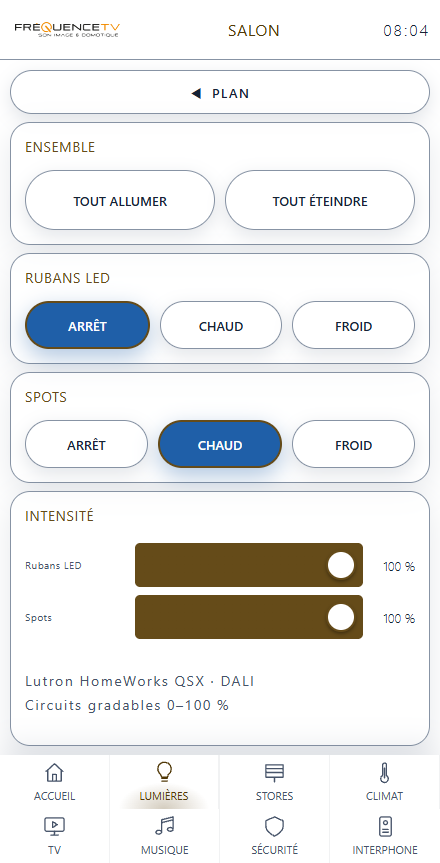 FRÉQUENCETV
SON, IMAGE & DOMOTIQUE
SALON
08:04
◀ PLAN
ENSEMBLE
TOUT ALLUMER
TOUT ÉTEINDRE
RUBANS LED
ARRÊT
CHAUD
FROID
SPOTS
ARRÊT
CHAUD
FROID
INTENSITÉ
Rubans LED
100 %
Spots
100 %
Lutron HomeWorks QSX · DALI
Circuits gradables 0–100 %
ACCUEIL
LUMIÈRES
STORES
CLIMAT
TV
MUSIQUE
SÉCURITÉ
INTERPHONE